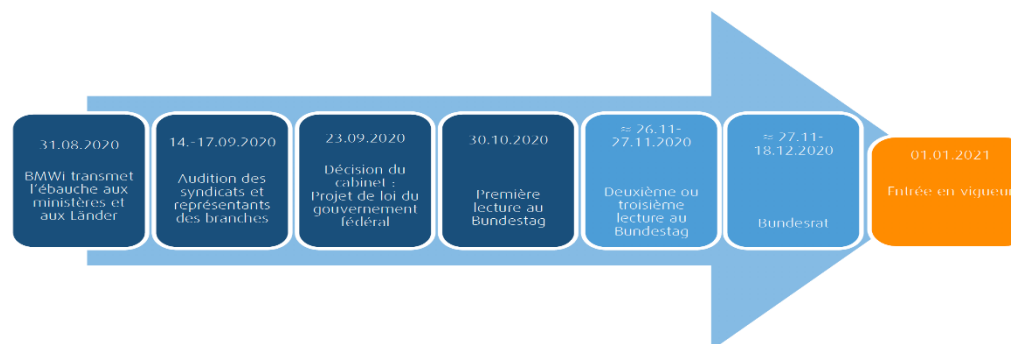 31.08.2020
BMWi transmet
l'ébauche aux
ministères et
aux Länder
14.-17.09.2020
Audition des
syndicats et
représentants
des branches
23.09.2020
Décision du
cabinet :
Projet de loi du
gouvernement
fédéral
30.10.2020
Première
lecture au
Bundestag
≈ 26.11-
27.11.2020
Deuxième ou
troisième
lecture au
Bundestag
≈ 27.11-
18.12.2020
Bundesrat
01.01.2021
Entrée en vigueur